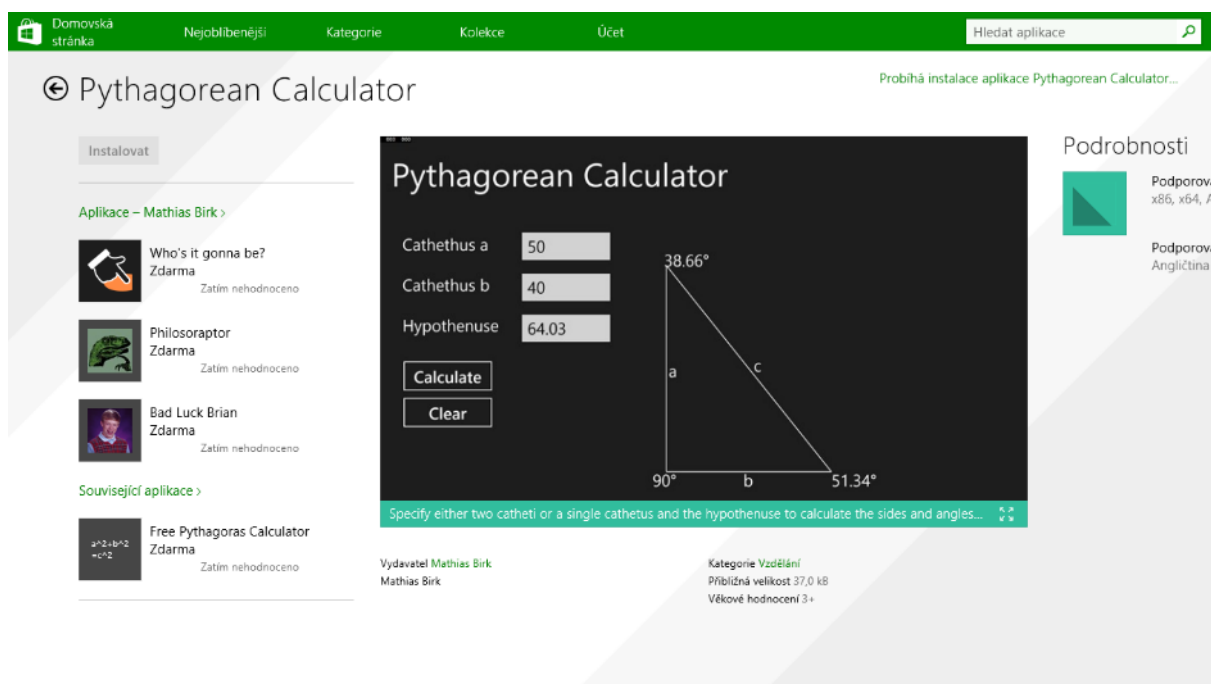 Domovská
stránka
Nejoblíbenější
Kategorie
Kolekce
Účet
Hledat aplikace
Pythagorean Calculator
Probíhá instalace aplikace Pythagorean Calculator...
Instalovat
Aplikace – Mathias Birk >
Who's it gonna be?
Zdarma
Zatím nehodnoceno
Philosoraptor
Zdarma
Zatím nehodnoceno
Bad Luck Brian
Zdarma
Zatím nehodnoceno
Související aplikace >
a^2+b^2
=c^2
Free Pythagoras Calculator
Zdarma
Zatím nehodnoceno
Pythagorean Calculator
Cathethus a
50
Cathethus b
40
Hypothenuse
64.03
Calculate
Clear
38.66°
a
c
90°
b
51.34°
Specify either two catheti or a single cathetus and the hypothenuse to calculate the sides and angles...
Vydavatel Mathias Birk
Mathias Birk
Kategorie Vzdělání
Přibližná velikost 37,0 kB
Věkové hodnocení 3+
Podrobnosti
Podporov
x86, x64, A
Podporov
Angličtina